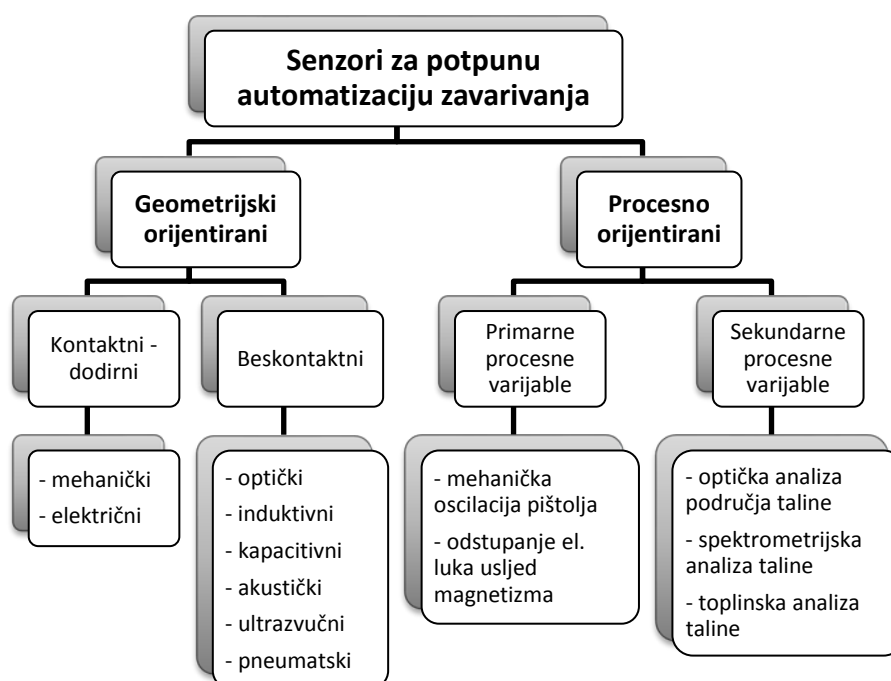 Senzori za potpunu
automatizaciju zavarivanja
Geometrijski
orijentirani
Procesno
orijentirani
Kontaktni -
dodirni
Beskontaktni
Primarne
procesne
varijable
Sekundarne
procesne
varijable
- mehanički
- električni
- optički
- induktivni
- kapacitivni
- akustički
- ultrazvučni
- pneumatski
- mehanička
oscilacija pištolja
- odstupanje el.
luka usljed
magnetizma
- optička analiza
područja taline
- spektrometrijska
analiza taline
- toplinska analiza
taline